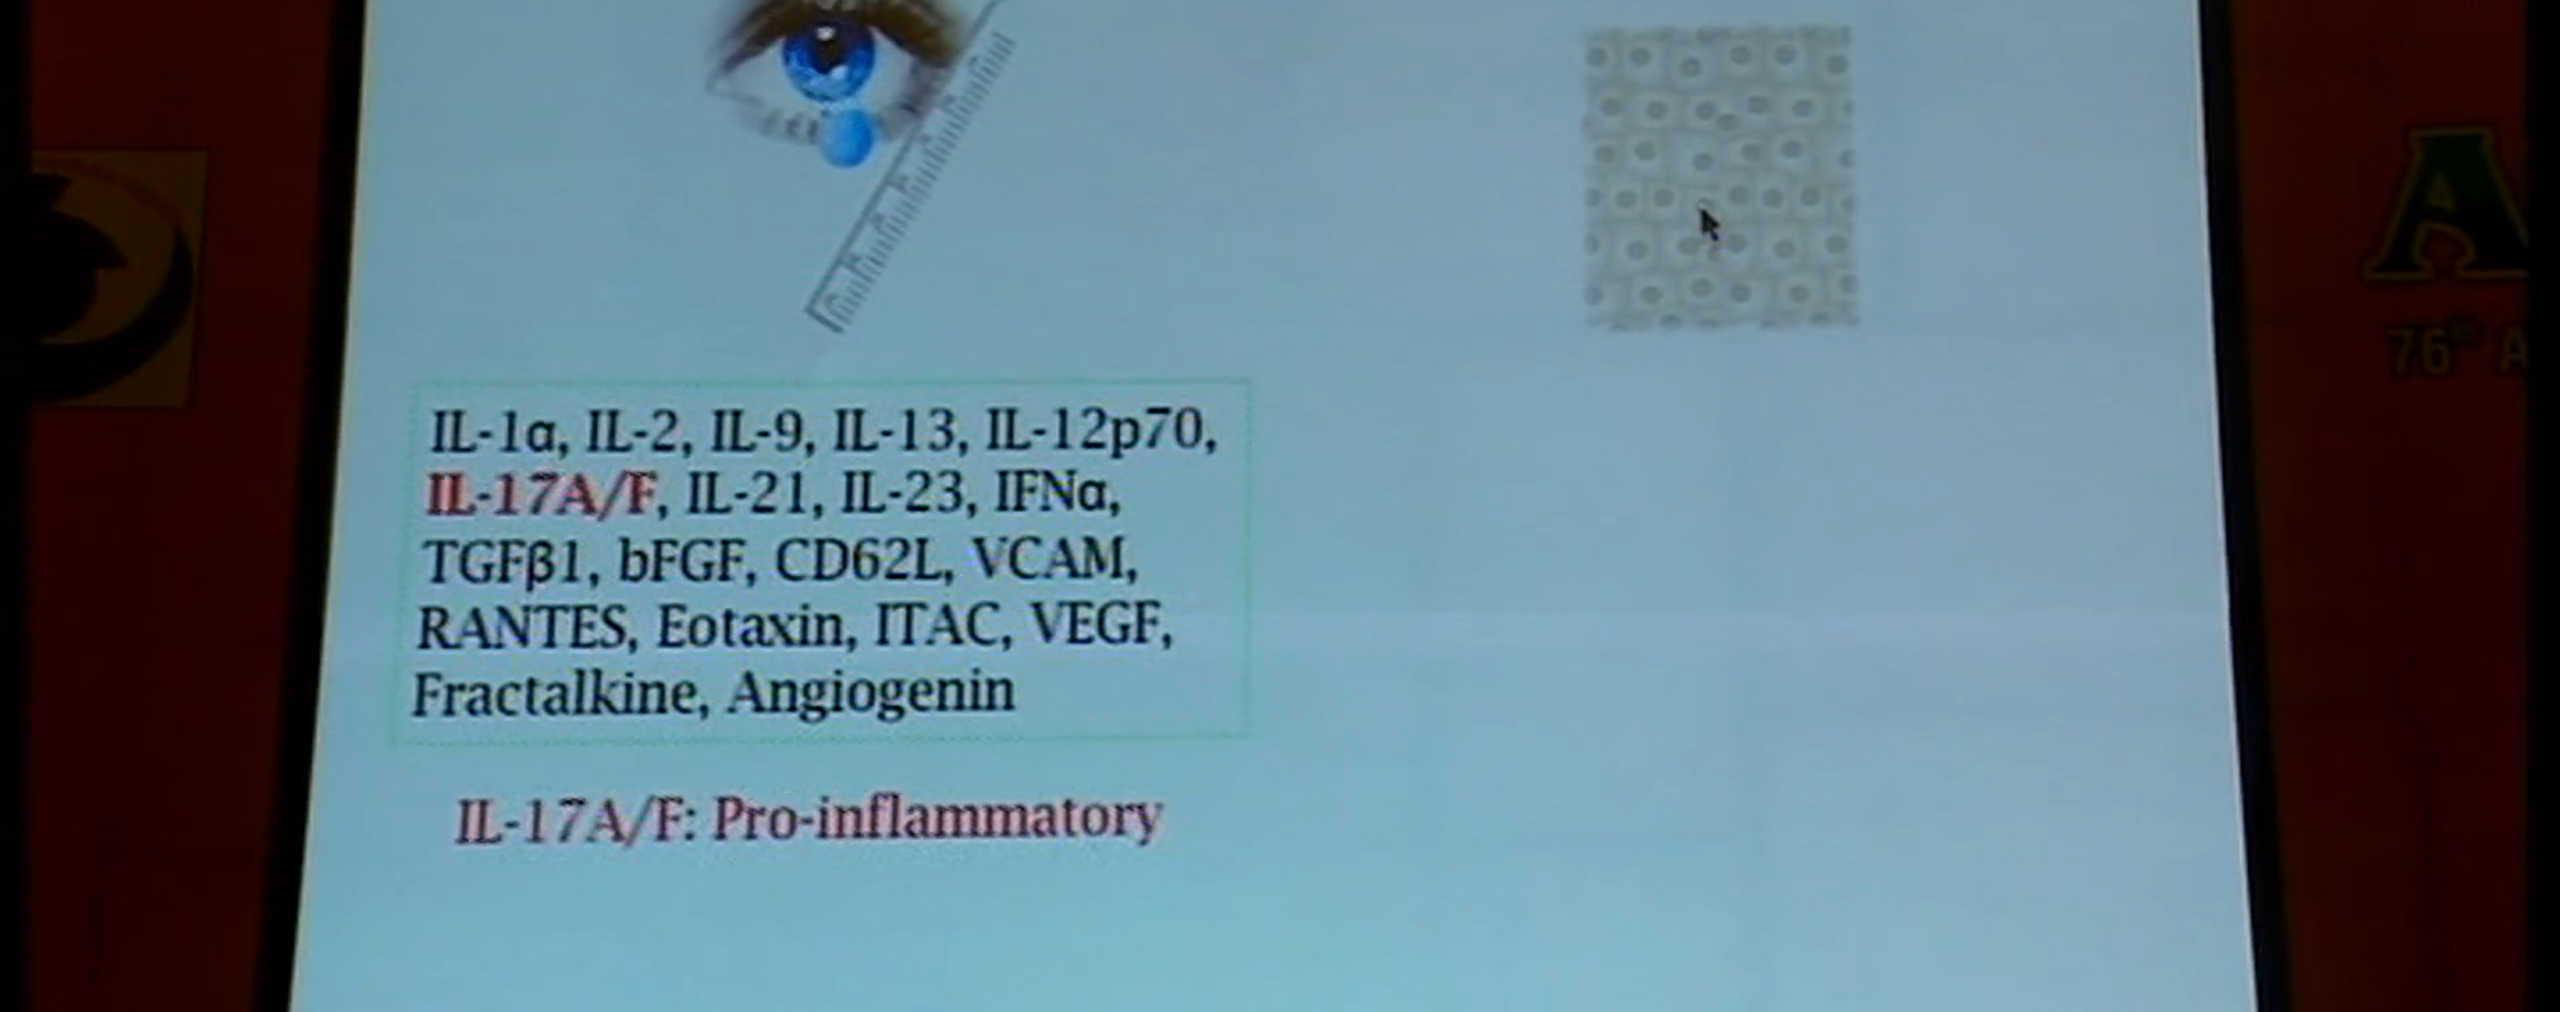 IL-1α, IL-2, IL-9, IL-13, IL-12p70,
IL-17A/F, IL-21, IL-23, IFNα,
TGFβ1, bFGF, CD62L, VCAM,
RANTES, Eotaxin, ITAC, VEGF,
Fractalkine, Angiogenin
IL-17A/F: Pro-inflammatory
A
76° A